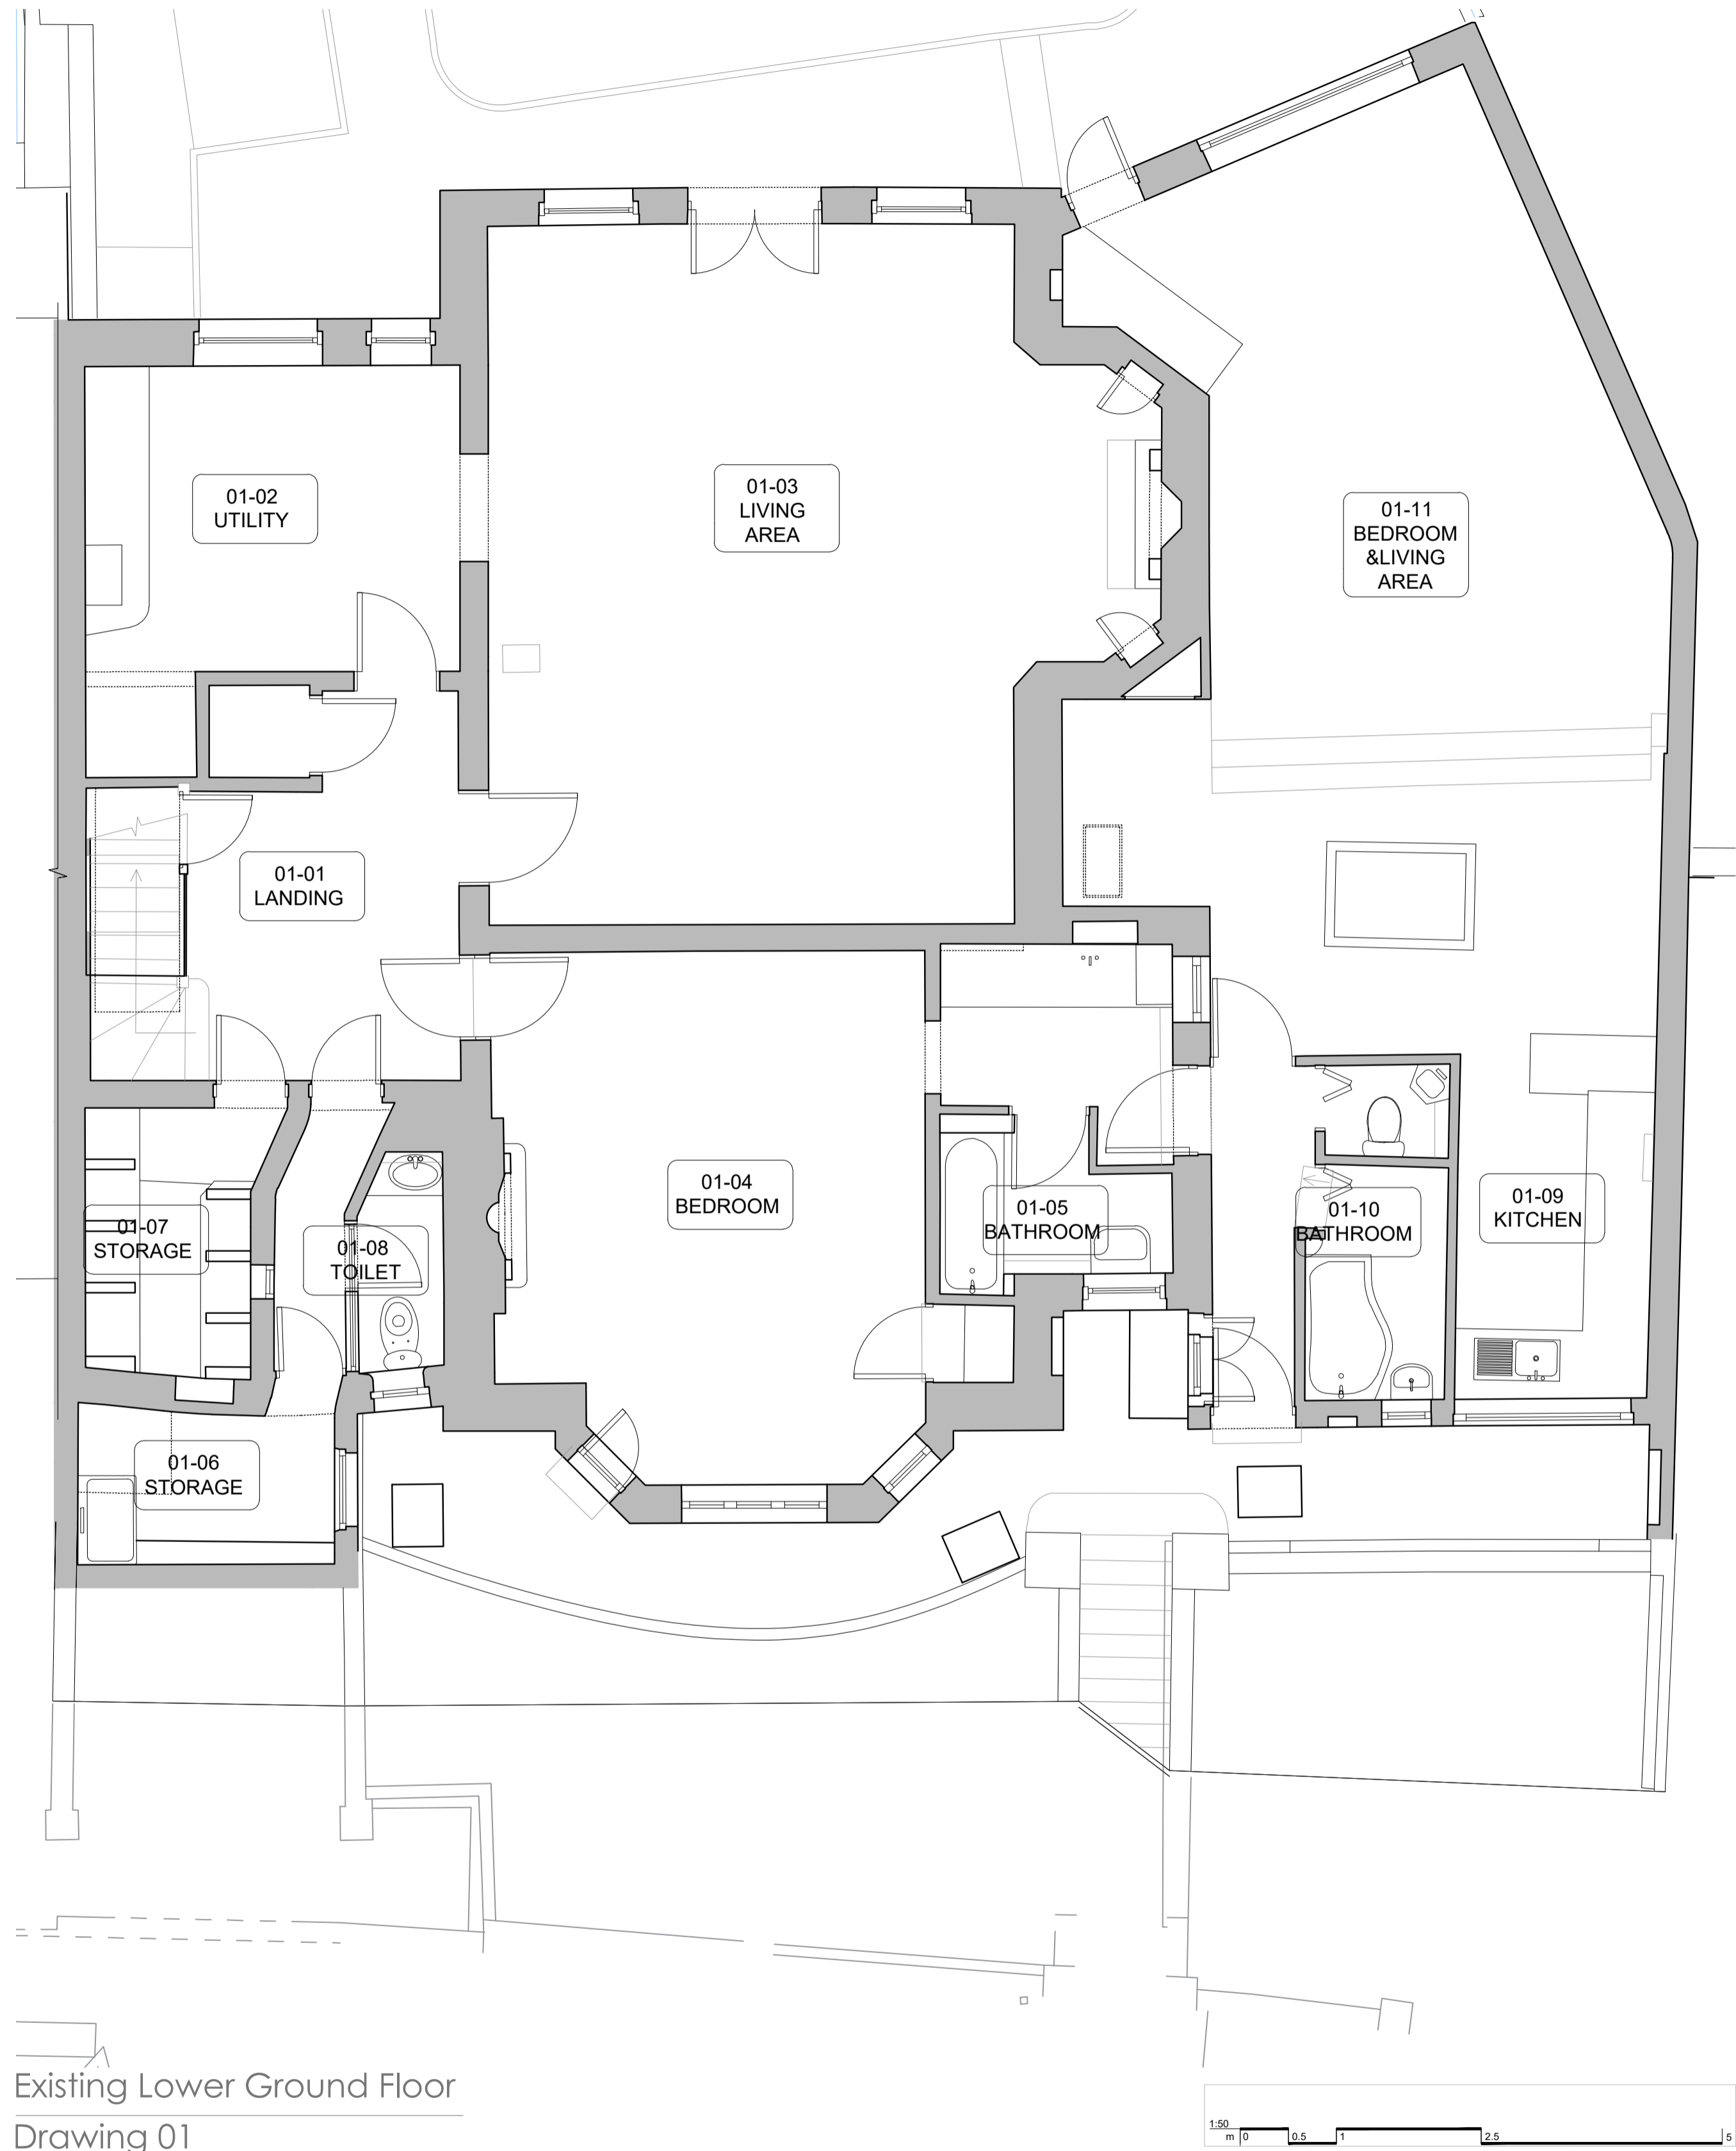 01-02
UTILITY
01-03
LIVING
AREA
01-11
BEDROOM
&LIVING
AREA
01-01
LANDING
01-04
BEDROOM
01-05
BATHROOM
01-10
BATHROOM
01-09
KITCHEN
01-07
STORAGE
01-08
TOILET
01-06
STORAGE
Existing Lower Ground Floor
Drawing 01
1:50
m 0 0.5 1 2.5 5